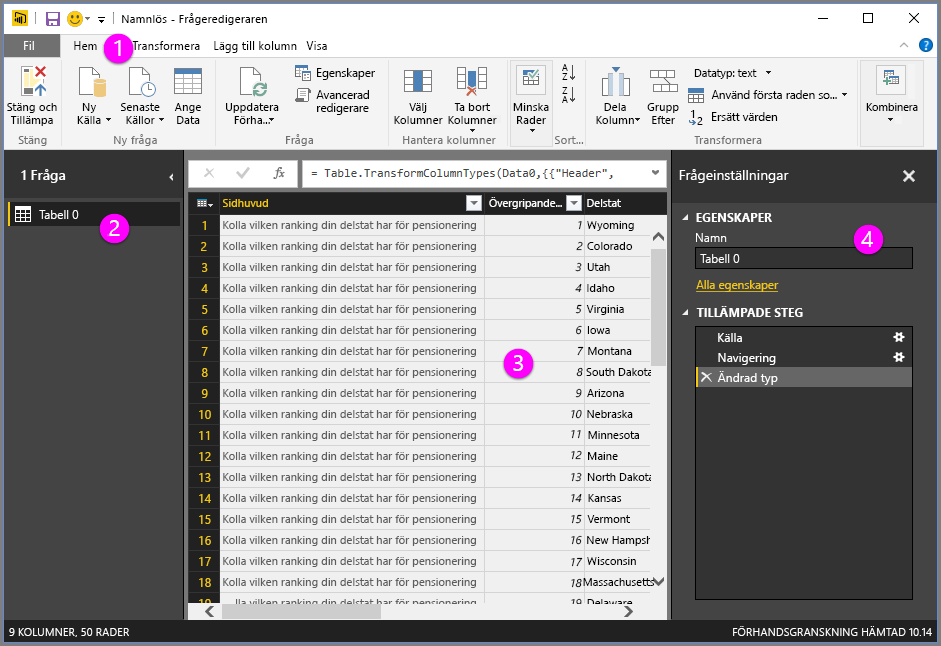 Namnlös - Frågeredigeraren
Fil Hem 1 Transformera Lägg till kolumn Visa
Stäng och Tillämpa
Ny Källa
Senaste Källor
Ange Data
Uppdatera Förha...
Egenskaper
Avancerad redigerare
Välj Kolumner
Ta bort Kolumner
Minska Rader
Dela Kolumn
Grupp Efter
Datatyp: text
Använd första raden so...
Ersätt värden
Kombinera
Stäng Ny fråga Fråga Hantera kolumner Sort... Transformera
1 Fråga
Tabell 0
2
fx = Table.TransformColumnTypes(Data0,{{"Header",
Sidhuvud Övergripande... Delstat
1 Kolla vilken ranking din delstat har för pensionering 1 Wyoming
2 Kolla vilken ranking din delstat har för pensionering 2 Colorado
3 Kolla vilken ranking din delstat har för pensionering 3 Utah
4 Kolla vilken ranking din delstat har för pensionering 4 Idaho
5 Kolla vilken ranking din delstat har för pensionering 5 Virginia
6 Kolla vilken ranking din delstat har för pensionering 6 Iowa
7 Kolla vilken ranking din delstat har för pensionering 7 Montana
8 Kolla vilken ranking din delstat har för pensionering 8 South Dakota
9 Kolla vilken ranking din delstat har för pensionering 9 Arizona
10 Kolla vilken ranking din delstat har för pensionering 10 Nebraska
11 Kolla vilken ranking din delstat har för pensionering 11 Minnesota
12 Kolla vilken ranking din delstat har för pensionering 12 Maine
13 Kolla vilken ranking din delstat har för pensionering 13 North Dakota
14 Kolla vilken ranking din delstat har för pensionering 14 Kansas
15 Kolla vilken ranking din delstat har för pensionering 15 Vermont
16 Kolla vilken ranking din delstat har för pensionering 16 New Hampsh
17 Kolla vilken ranking din delstat har för pensionering 17 Wisconsin
18 Kolla vilken ranking din delstat har för pensionering 18 Massachusetts
19 lla vilken ranking din delstat har för pensionering 19 Delaware
3
Frågeinställningar
EGENSKAPER
Namn
4
Tabell 0
Alla egenskaper
TILLÄMPADE STEG
Källa
Navigering
Ändrad typ
9 KOLUMNER, 50 RADER
FÖRHANDSGRANSKNING HÄMTAD 10.14